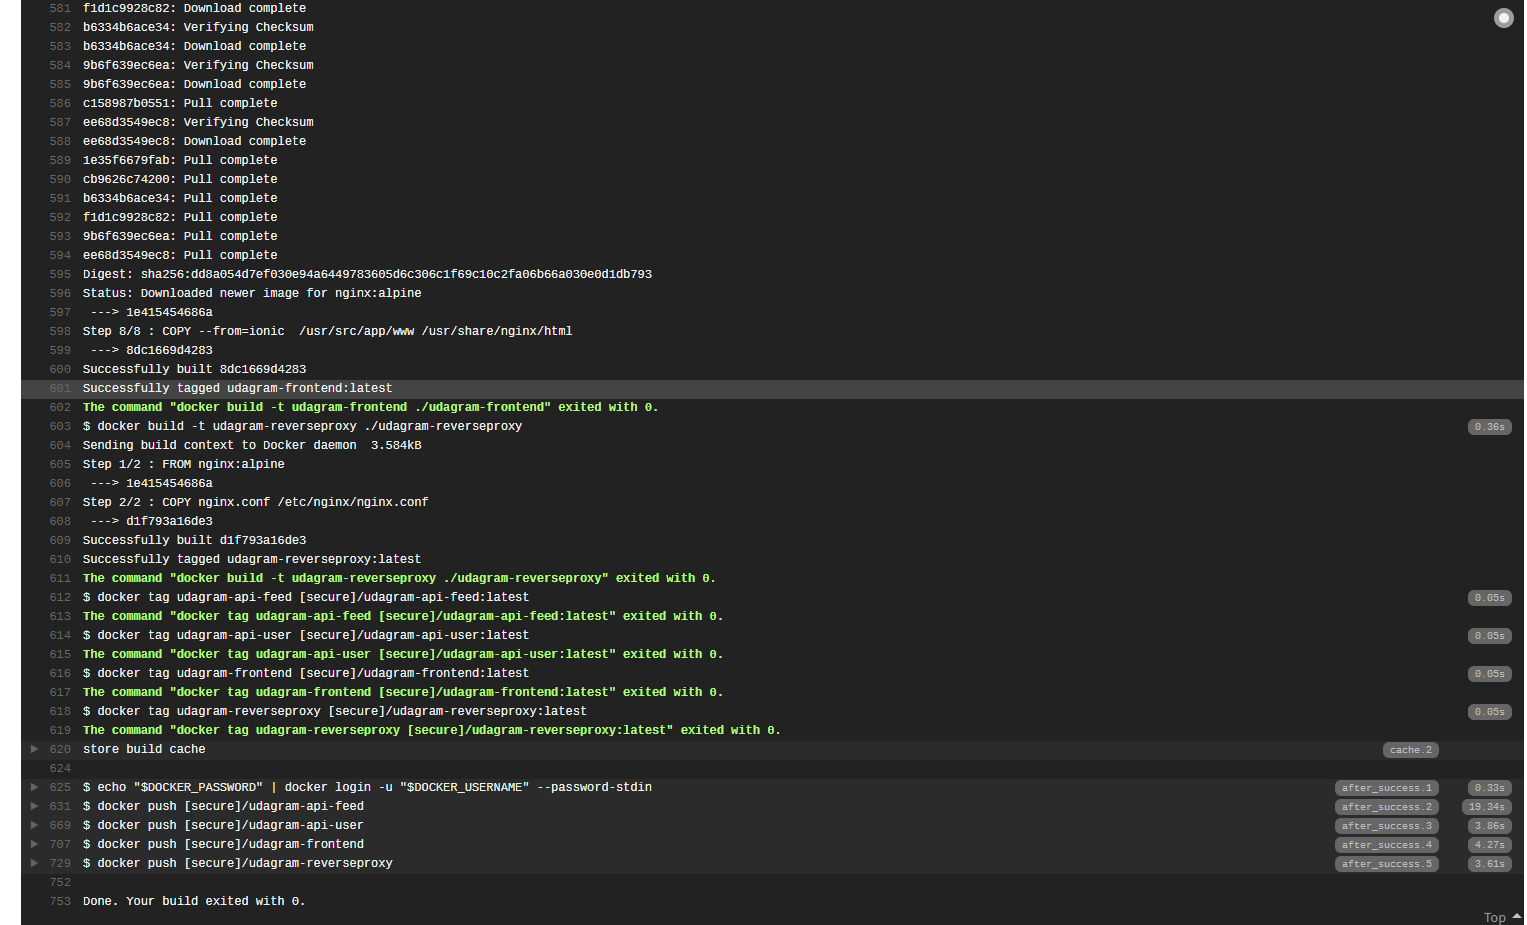 581 f1d1c9928c82: Download complete
582 b6334b6ace34: Verifying Checksum
583 b6334b6ace34: Download complete
584 9b6f639ec6ea: Verifying Checksum
585 9b6f639ec6ea: Download complete
586 c158987b0551: Pull complete
587 ee68d3549ec8: Verifying Checksum
588 ee68d3549ec8: Download complete
589 1e35f6679fab: Pull complete
590 cb9626c74200: Pull complete
591 b6334b6ace34: Pull complete
592 f1d1c9928c82: Pull complete
593 9b6f639ec6ea: Pull complete
594 ee68d3549ec8: Pull complete
595 Digest: sha256:dd8a054d7ef030e94a6449783605d6c306c1f69c10c2fa06b66a030e0d1db793
596 Status: Downloaded newer image for nginx:alpine
597 ---> 1e415454686a
598 Step 8/8 : COPY --from=ionic  /usr/src/app/www /usr/share/nginx/html
599 ---> 8dc1669d4283
600 Successfully built 8dc1669d4283
601 Successfully tagged udagram-frontend:latest
602 The command "docker build -t udagram-frontend ./udagram-frontend" exited with 0.
603 $ docker build -t udagram-reverseproxy ./udagram-reverseproxy 0.36s
604 Sending build context to Docker daemon  3.584kB
605 Step 1/2 : FROM nginx:alpine
606 ---> 1e415454686a
607 Step 2/2 : COPY nginx.conf /etc/nginx/nginx.conf
608 ---> d1f793a16de3
609 Successfully built d1f793a16de3
610 Successfully tagged udagram-reverseproxy:latest
611 The command "docker build -t udagram-reverseproxy ./udagram-reverseproxy" exited with 0.
612 $ docker tag udagram-api-feed [secure]/udagram-api-feed:latest 0.05s
613 The command "docker tag udagram-api-feed [secure]/udagram-api-feed:latest" exited with 0.
614 $ docker tag udagram-api-user [secure]/udagram-api-user:latest 0.05s
615 The command "docker tag udagram-api-user [secure]/udagram-api-user:latest" exited with 0.
616 $ docker tag udagram-frontend [secure]/udagram-frontend:latest 0.05s
617 The command "docker tag udagram-frontend [secure]/udagram-frontend:latest" exited with 0.
618 $ docker tag udagram-reverseproxy [secure]/udagram-reverseproxy:latest 0.05s
619 The command "docker tag udagram-reverseproxy [secure]/udagram-reverseproxy:latest" exited with 0.
620 store build cache cache.2
624
625 $ echo "$DOCKER_PASSWORD" | docker login -u "$DOCKER_USERNAME" --password-stdin after_success.1 0.33s
631 $ docker push [secure]/udagram-api-feed after_success.2 19.34s
669 $ docker push [secure]/udagram-api-user after_success.3 3.86s
707 $ docker push [secure]/udagram-frontend after_success.4 4.27s
729 $ docker push [secure]/udagram-reverseproxy after_success.5 3.61s
752
753 Done. Your build exited with 0.
Top